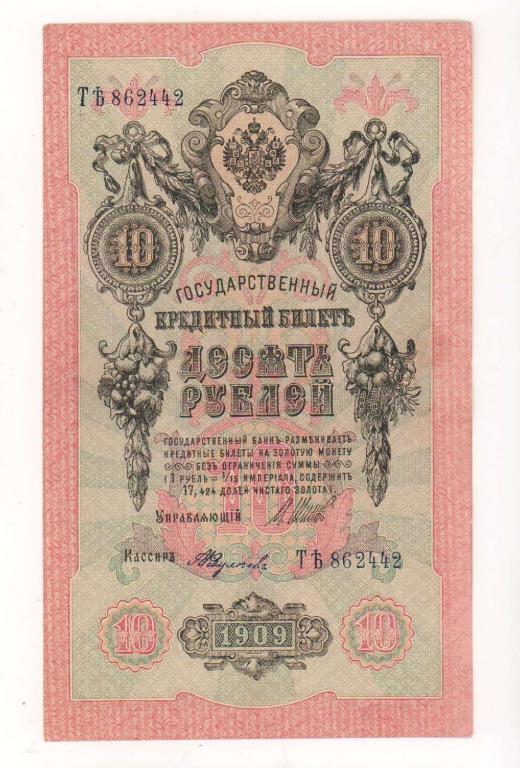 ТѢ 862442
10 10
ГОСУДАРСТВЕННЫЙ
КРЕДИТНЫЙ БИЛЕТЪ
ДЕСЯТЬ
РУБЛЕЙ
ГОСУДАРСТВЕННЫЙ БАНКЪ РАЗМѢНИВАЕТЪ
КРЕДИТНЫЕ БИЛЕТЫ НА ЗОЛОТУЮ МОНЕТУ
БЕЗЪ ОГРАНИЧЕНІЯ СУММЫ
(1 РУБЛЬ = 1/15 ИМПЕРІАЛА, СОДЕРЖИТЪ
17,424 ДОЛЕЙ ЧИСТАГО ЗОЛОТА).
10
УПРАВЛЯЮЩІЙ
КАССИРЪ
ТѢ 862442
10 1909 10